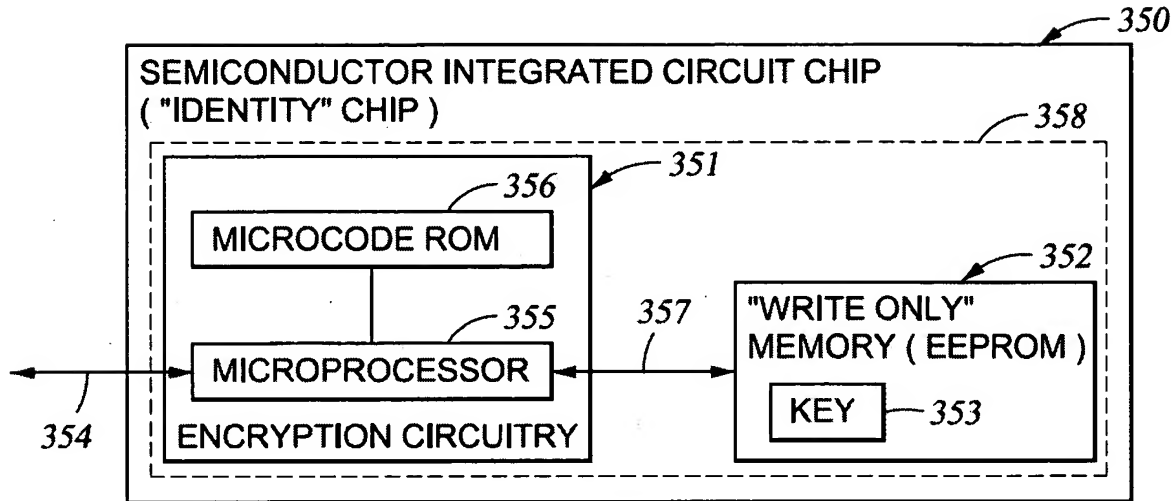 350
SEMICONDUCTOR INTEGRATED CIRCUIT CHIP
( "IDENTITY" CHIP )
358
351
356
MICROCODE ROM
352
"WRITE ONLY"
MEMORY ( EEPROM )
355
357
MICROPROCESSOR
KEY
353
354
ENCRYPTION CIRCUITRY